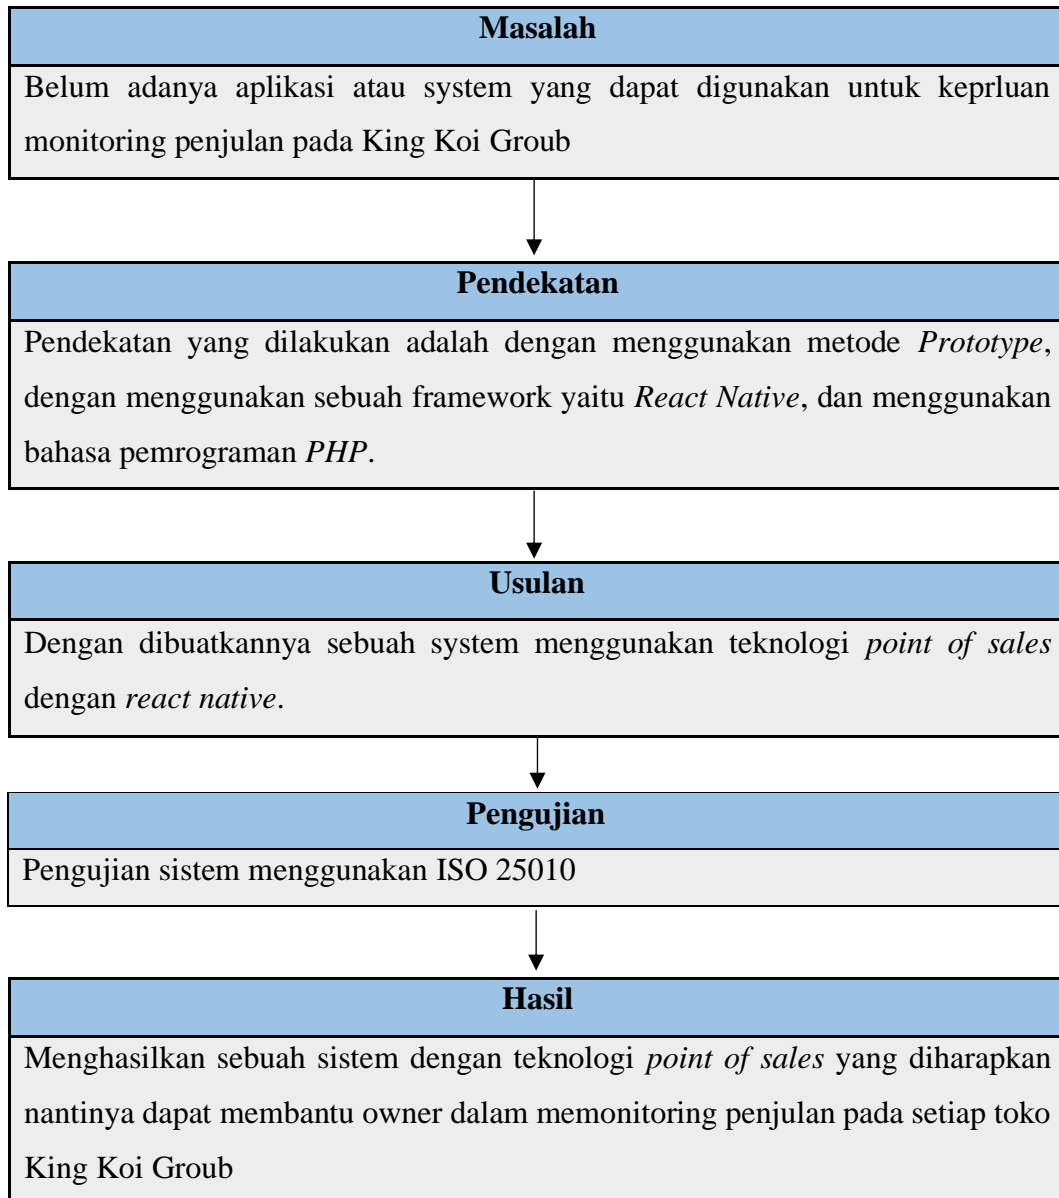 Masalah
Belum adanya aplikasi atau system yang dapat digunakan untuk keprluan
monitoring penjulan pada King Koi Groub
Pendekatan
Pendekatan yang dilakukan adalah dengan menggunakan metode Prototype,
dengan menggunakan sebuah framework yaitu React Native, dan menggunakan
bahasa pemrograman PHP.
Usulan
Dengan dibuatkannya sebuah system menggunakan teknologi point of sales
dengan react native.
Pengujian
Pengujian sistem menggunakan ISO 25010
Hasil
Menghasilkan sebuah sistem dengan teknologi point of sales yang diharapkan
nantinya dapat membantu owner dalam memonitoring penjulan pada setiap toko
King Koi Groub